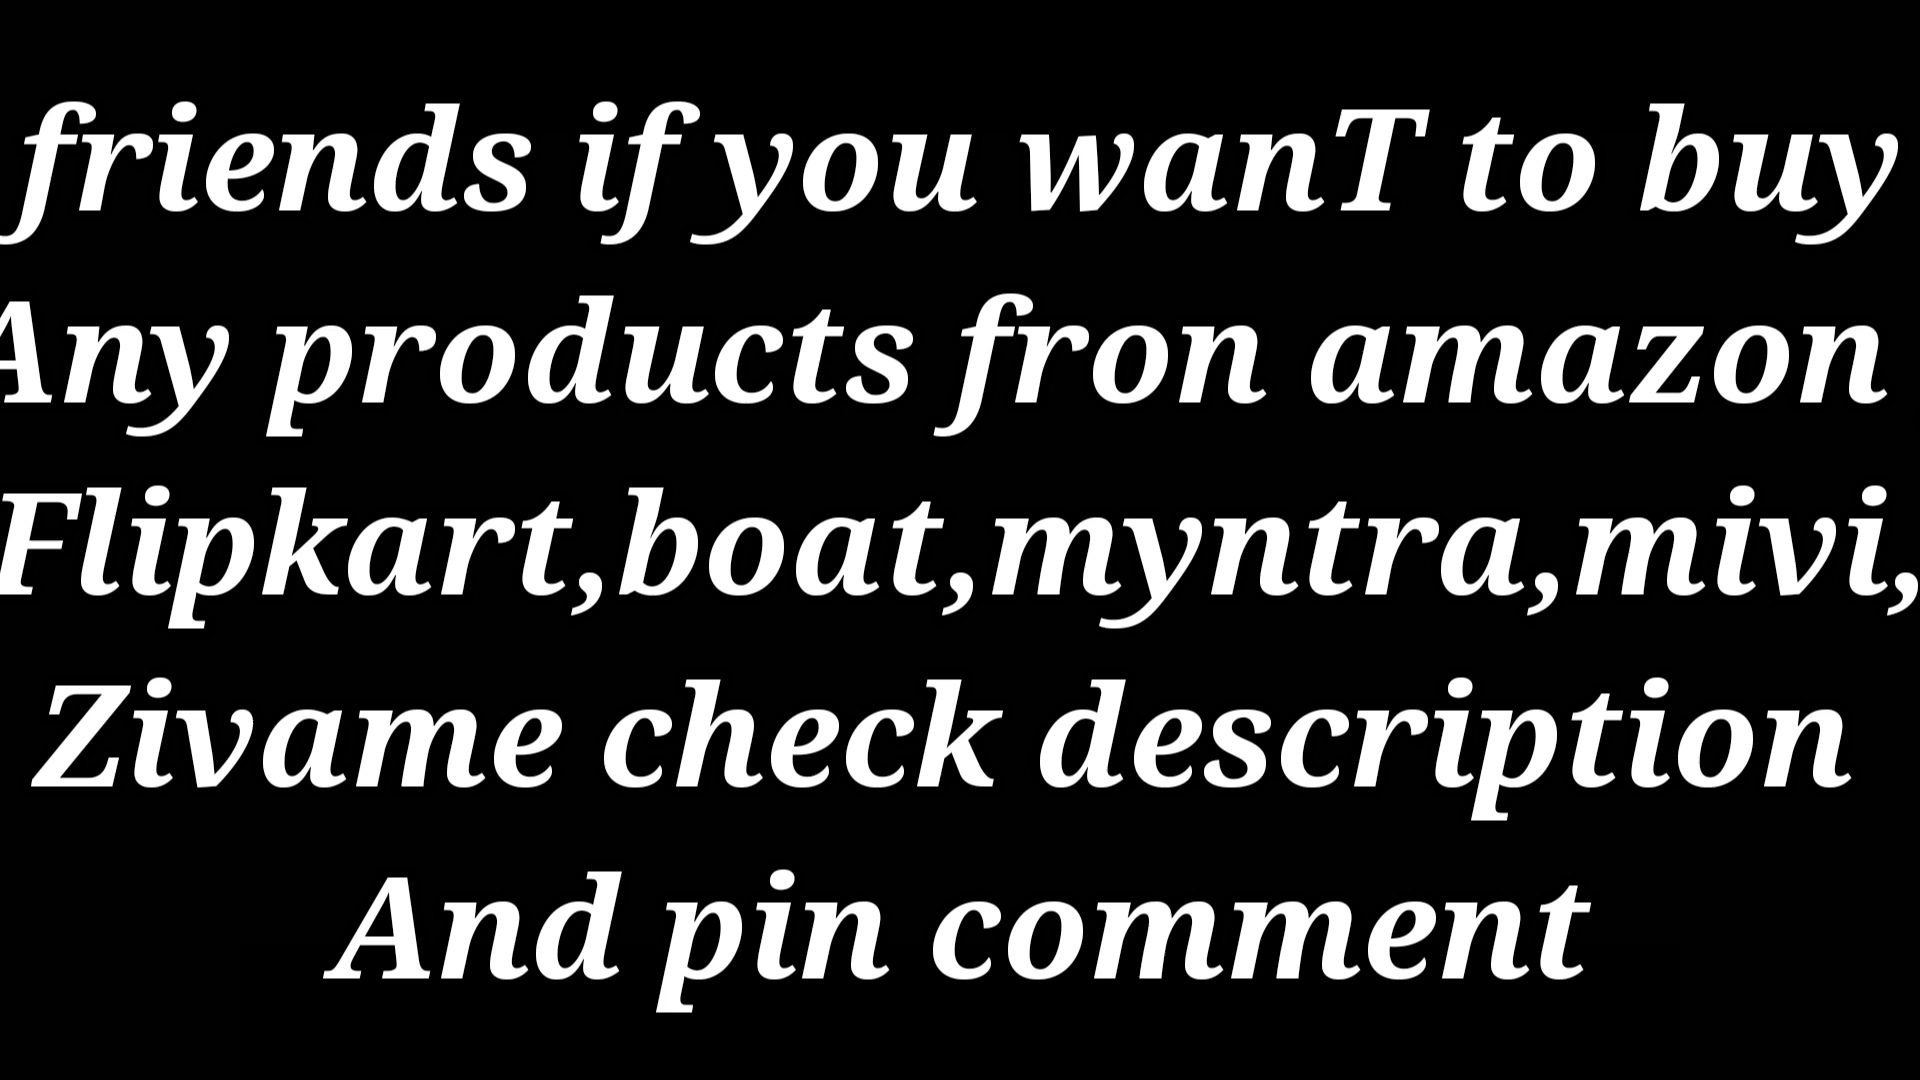 friends if you wanT to buy
Any products fron amazon
Flipkart,boat,myntra,mivi,
Zivame check description
And pin comment